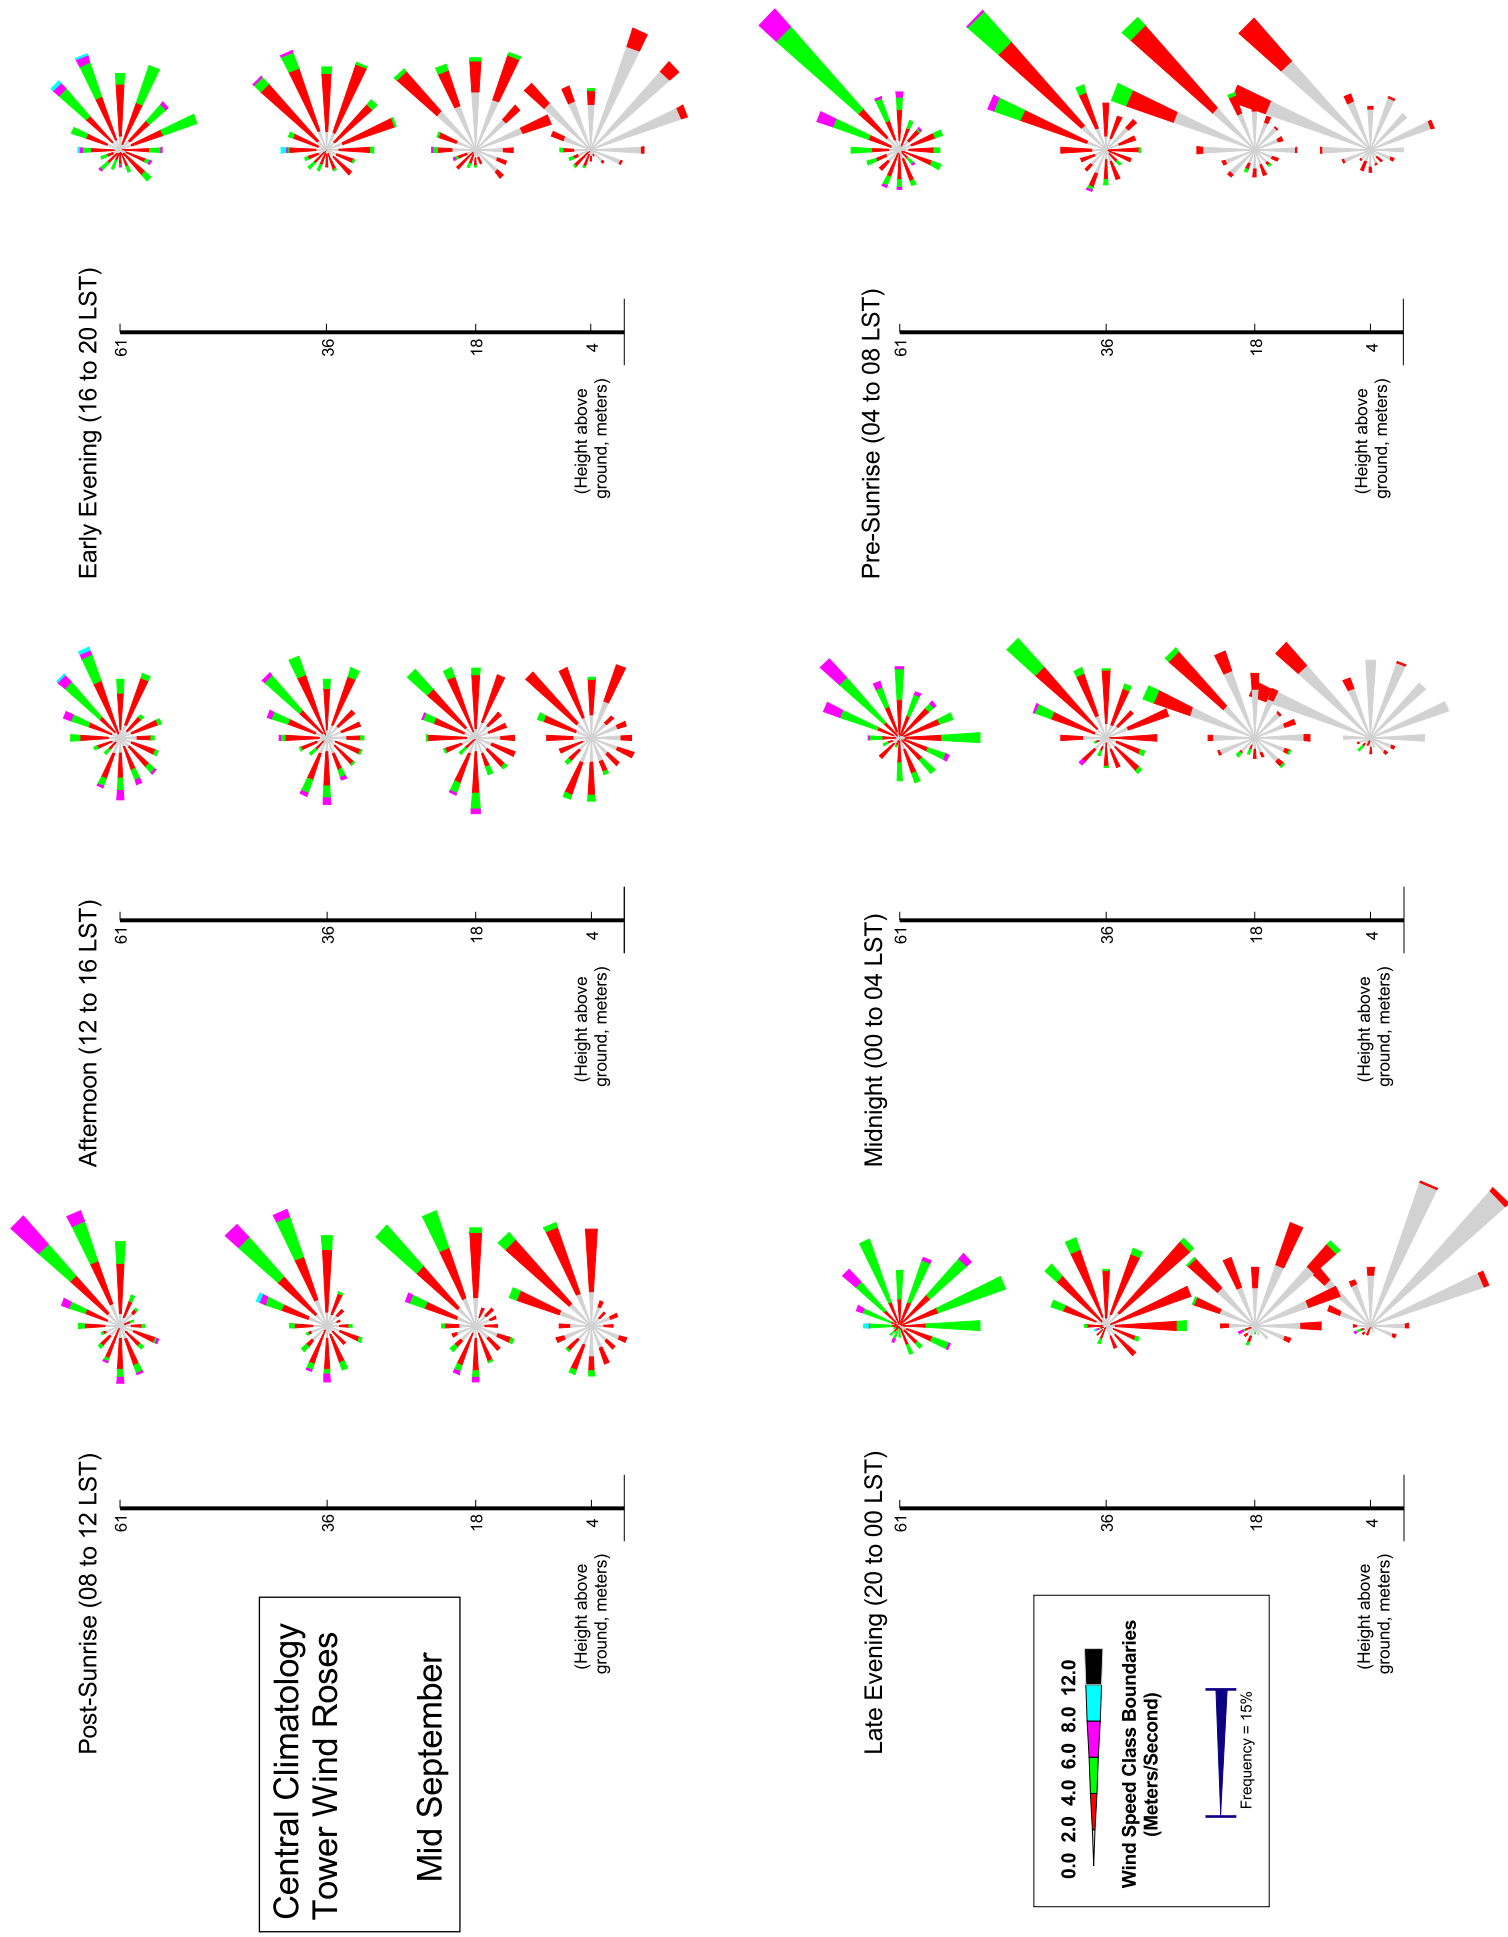 Central Climatology
Tower Wind Roses
Mid September
Post-Sunrise (08 to 12 LST)
61
36
18
4
(Height above
ground, meters)
Afternoon (12 to 16 LST)
61
36
18
4
(Height above
ground, meters)
Early Evening (16 to 20 LST)
61
36
18
4
(Height above
ground, meters)
0.0 2.0 4.0 6.0 8.0 12.0
Wind Speed Class Boundaries
(Meters/Second)
Frequency = 15%
Late Evening (20 to 00 LST)
61
36
18
4
(Height above
ground, meters)
Midnight (00 to 04 LST)
61
36
18
4
(Height above
ground, meters)
Pre-Sunrise (04 to 08 LST)
61
36
18
4
(Height above
ground, meters)